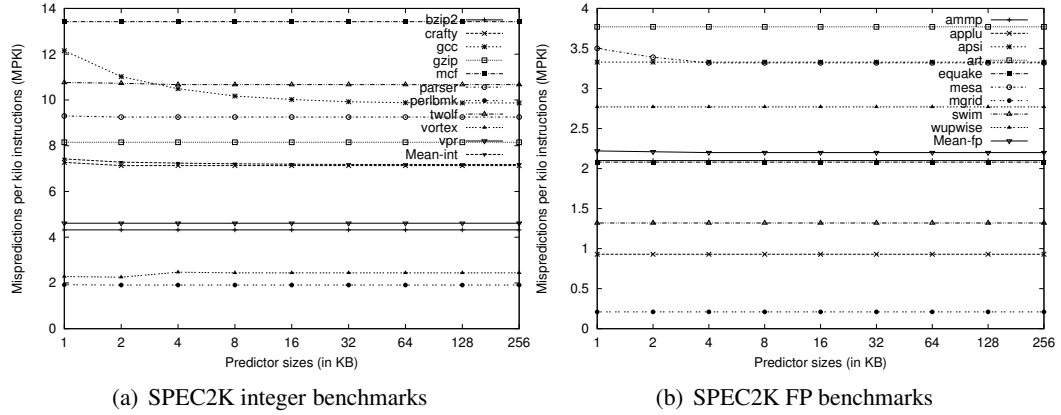 Mispredictions per kilo instructions (MPKI)
14
12
10
8
6
4
2
0
1 2 4 8 16 32 64 128 256
Predictor sizes (in KB)
bzip2
crafty
gcc
gzip
mcf
parser
perlbmk
twolf
vortex
vpr
Mean-int
(a) SPEC2K integer benchmarks
Mispredictions per kilo instructions (MPKI)
4
3.5
3
2.5
2
1.5
1
0.5
0
1 2 4 8 16 32 64 128 256
Predictor sizes (in KB)
ammp
applu
apsi
art
equake
mesa
mgrid
swim
wupwise
Mean-fp
(b) SPEC2K FP benchmarks